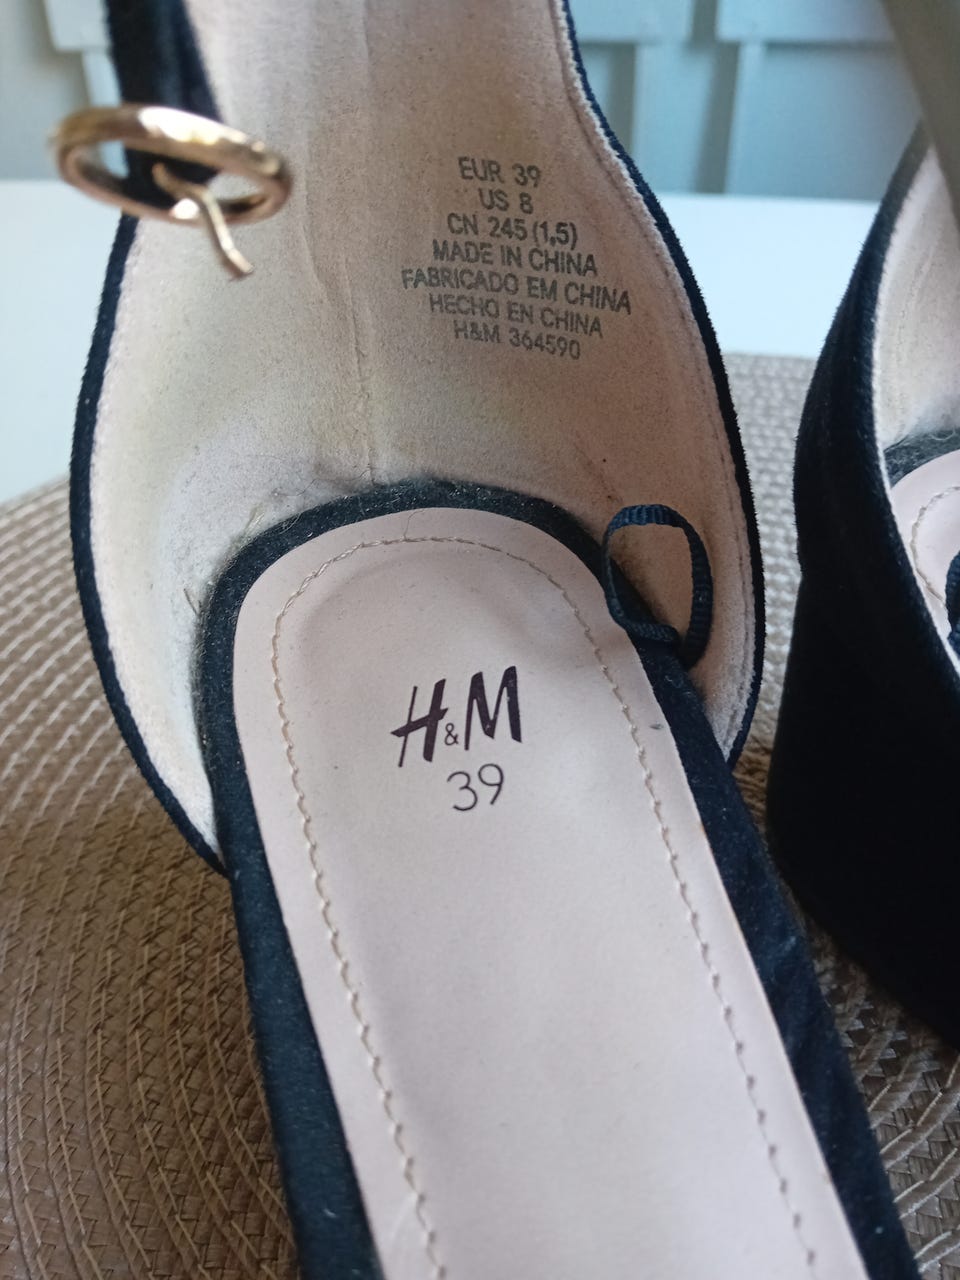 EUR 39
US 8
CN 245 (1,5)
MADE IN CHINA
FABRICADO EM CHINA
HECHO EN CHINA
H&M 364590
H&M
39